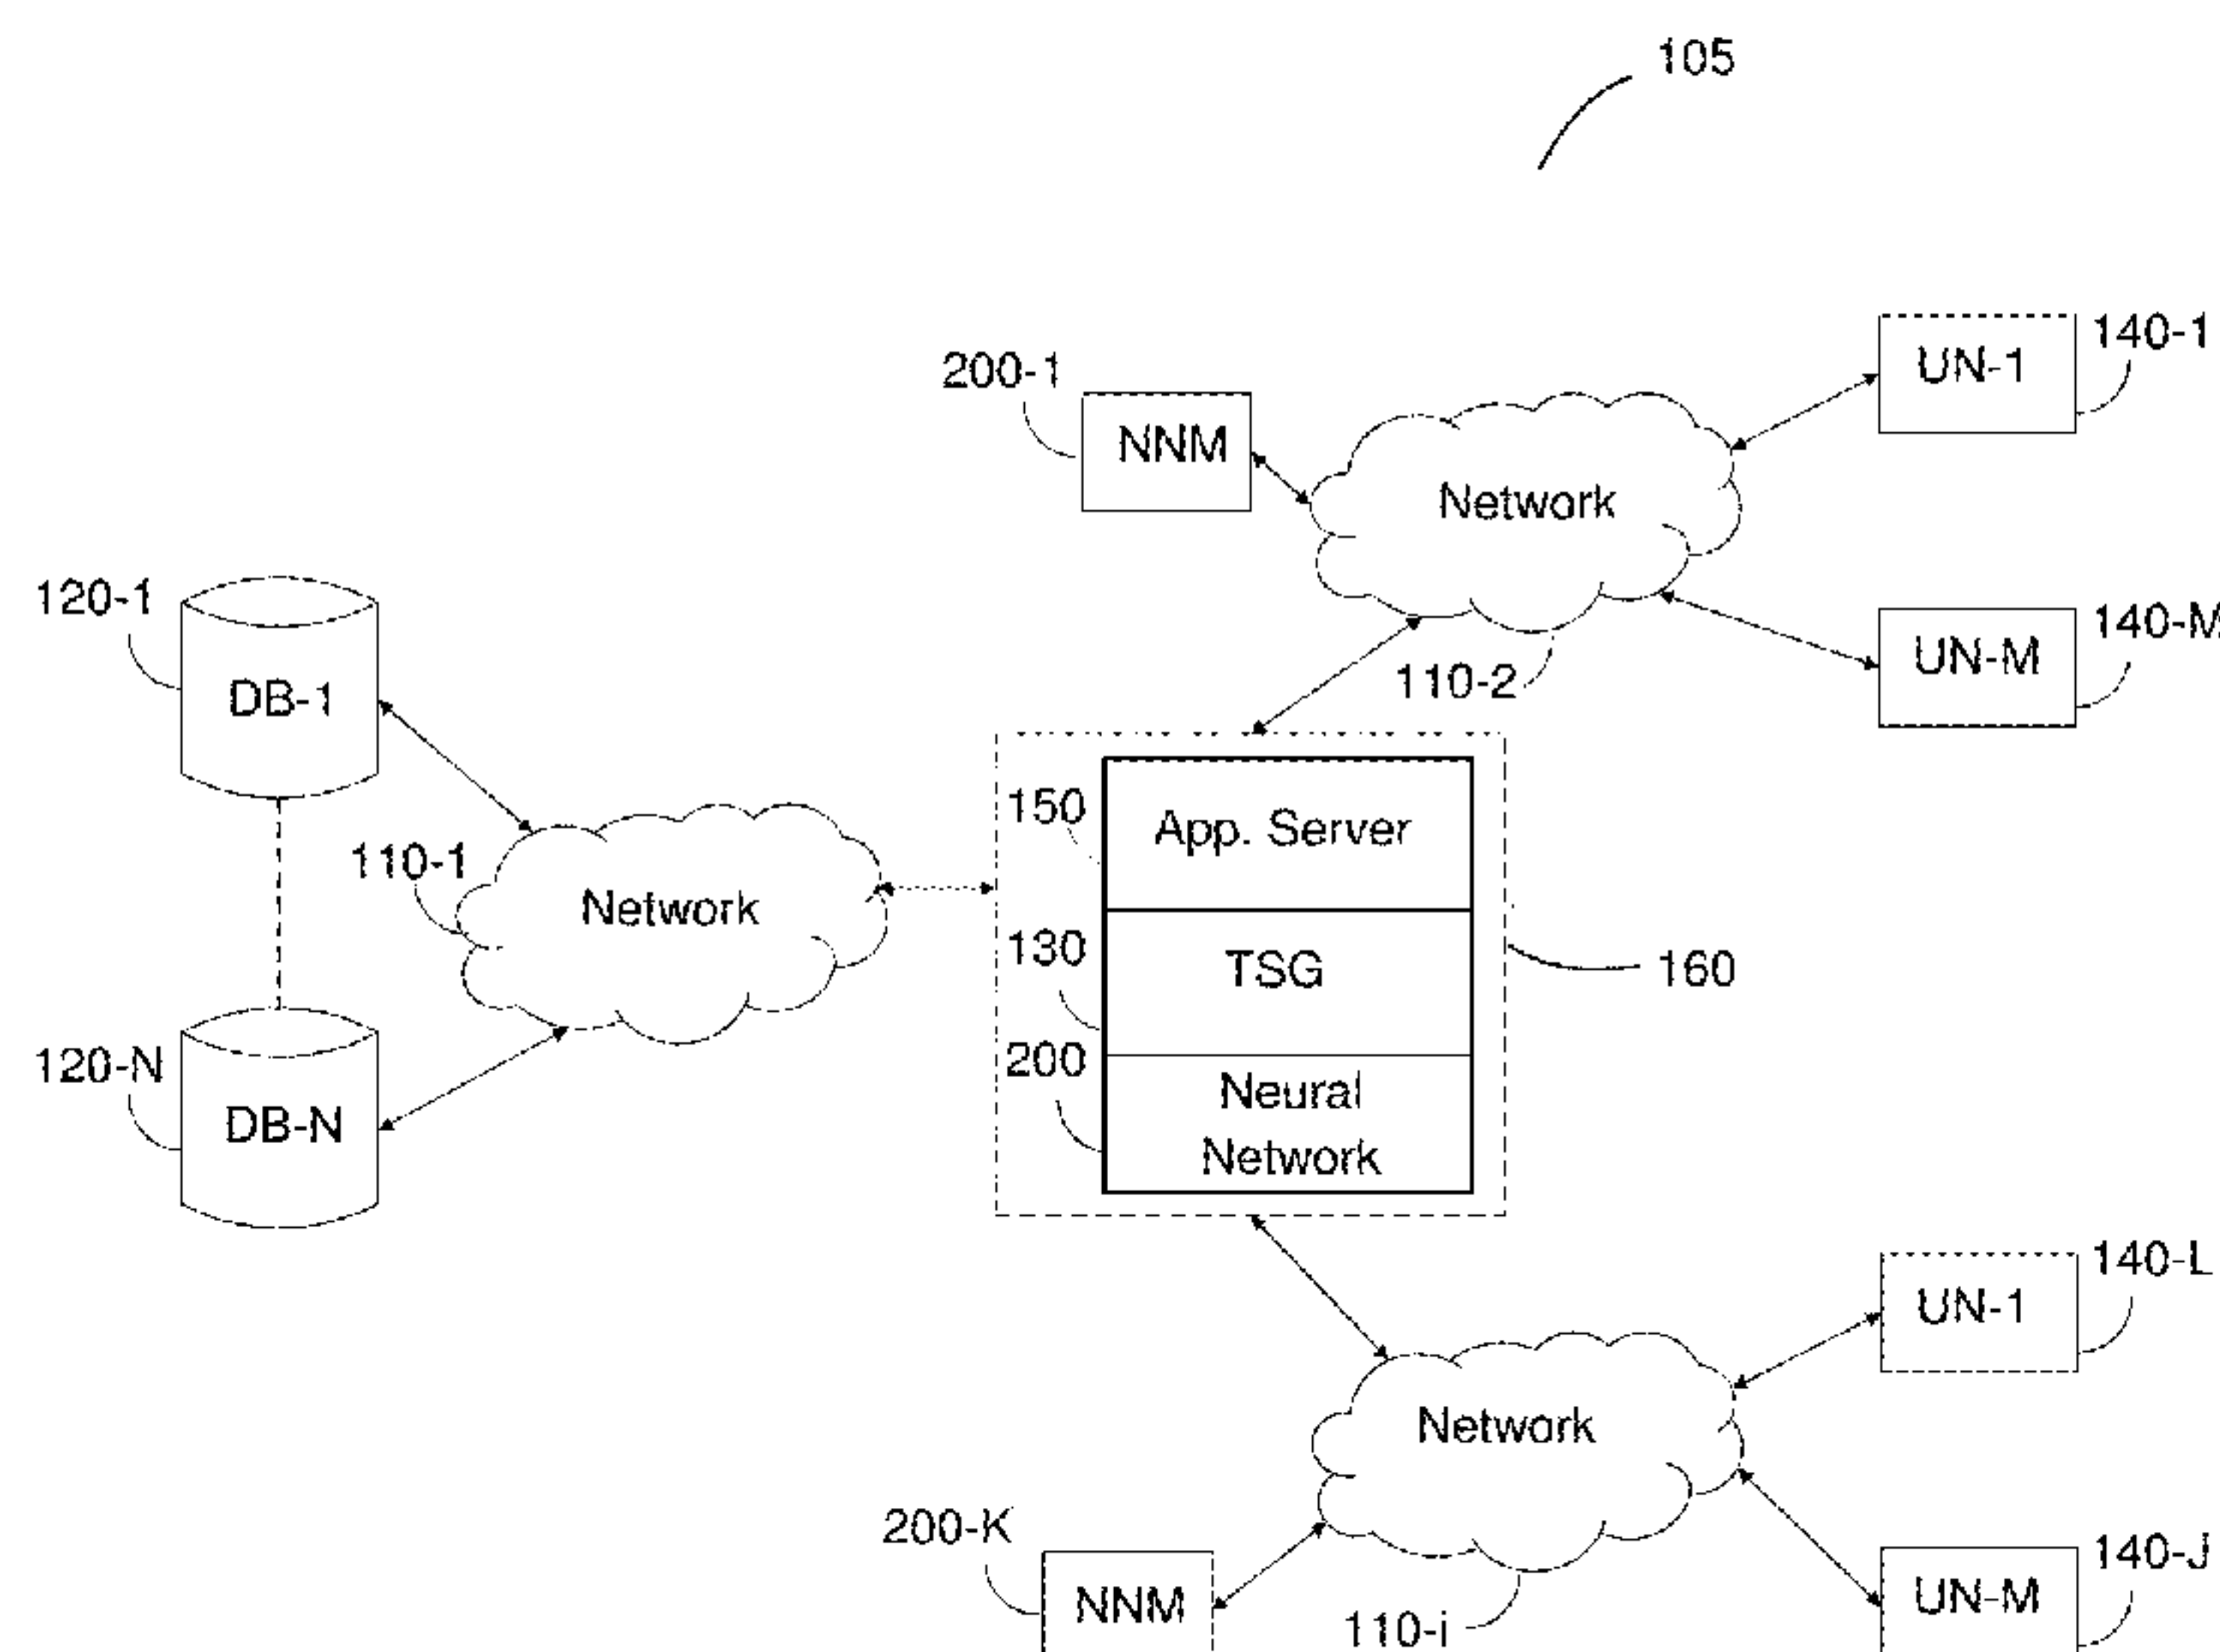 105
140-1
UN-1
200-1
NNM
Network
120-1
140-M
UN-M
DB-1
110-2
150
App. Server
110-1
Network
130
TSG
160
200
Neural
Network
120-N
DB-N
140-L
UN-1
Network
200-K
140-J
NNM
UN-M
110-i